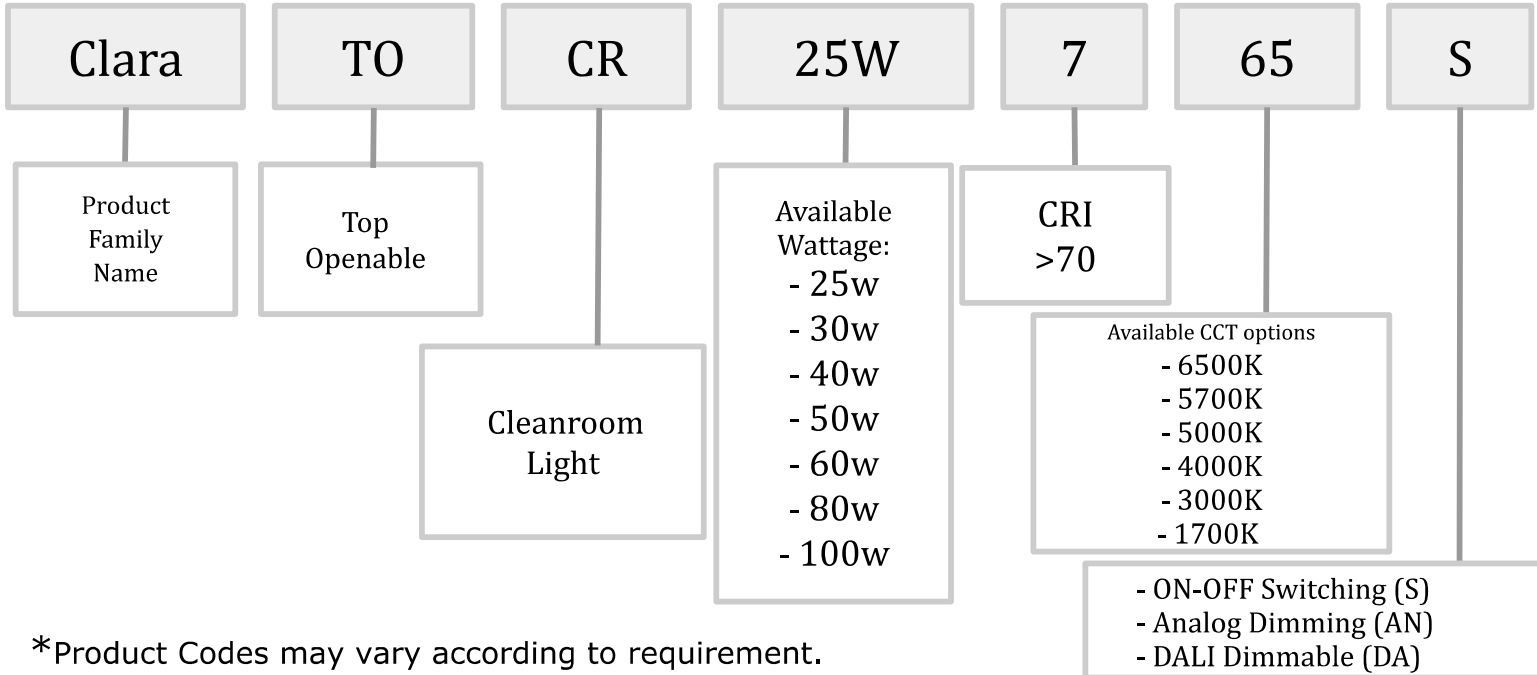 Clara TO CR 25W 7 65 S
Product
Family
Name
Top
Openable
Cleanroom
Light
Available
Wattage:
- 25w
- 30w
- 40w
- 50w
- 60w
- 80w
- 100w
CRI
>70
Available CCT options
- 6500K
- 5700K
- 5000K
- 4000K
- 3000K
- 1700K
- ON-OFF Switching (S)
- Analog Dimming (AN)
- DALI Dimmable (DA)
*Product Codes may vary according to requirement.